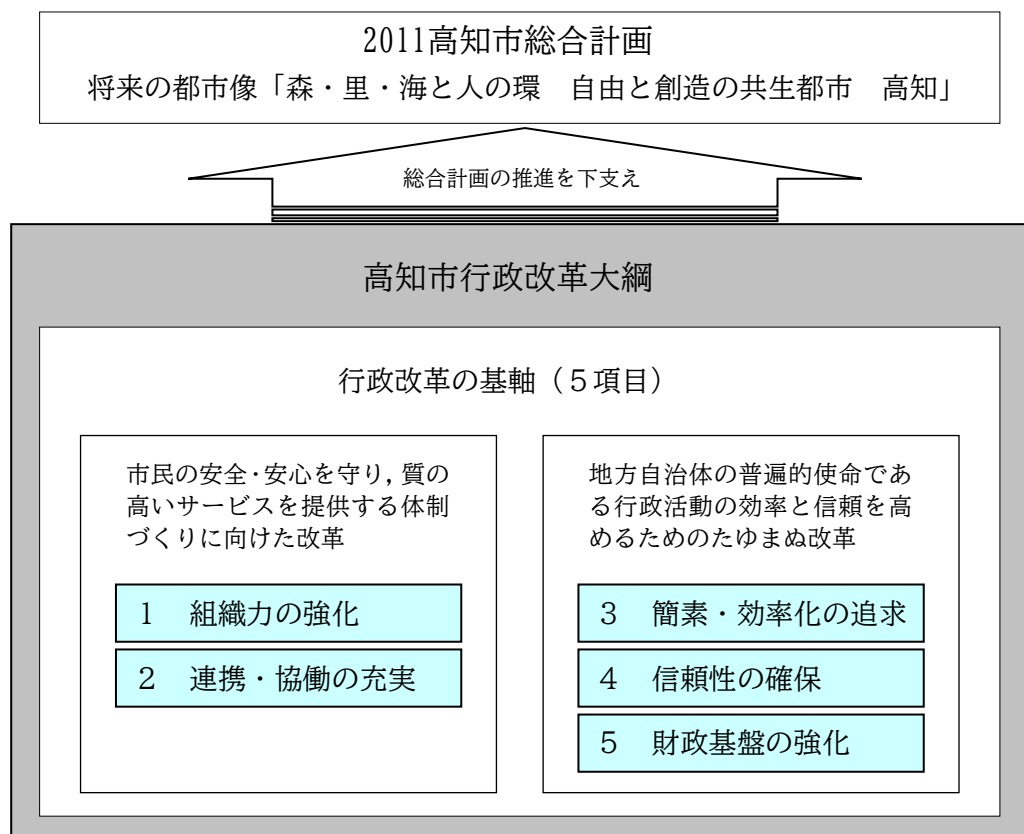 2011高知市総合計画
将来の都市像「森・里・海と人の環　自由と創造の共生都市　高知」
総合計画の推進を下支え
高知市行政改革大綱
行政改革の基軸（５項目）
市民の安全・安心を守り，質の
高いサービスを提供する体制
づくりに向けた改革
１　組織力の強化
２　連携・協働の充実
地方自治体の普遍的使命であ
る行政活動の効率と信頼を高
めるためのたゆまぬ改革
３　簡素・効率化の追求
４　信頼性の確保
５　財政基盤の強化